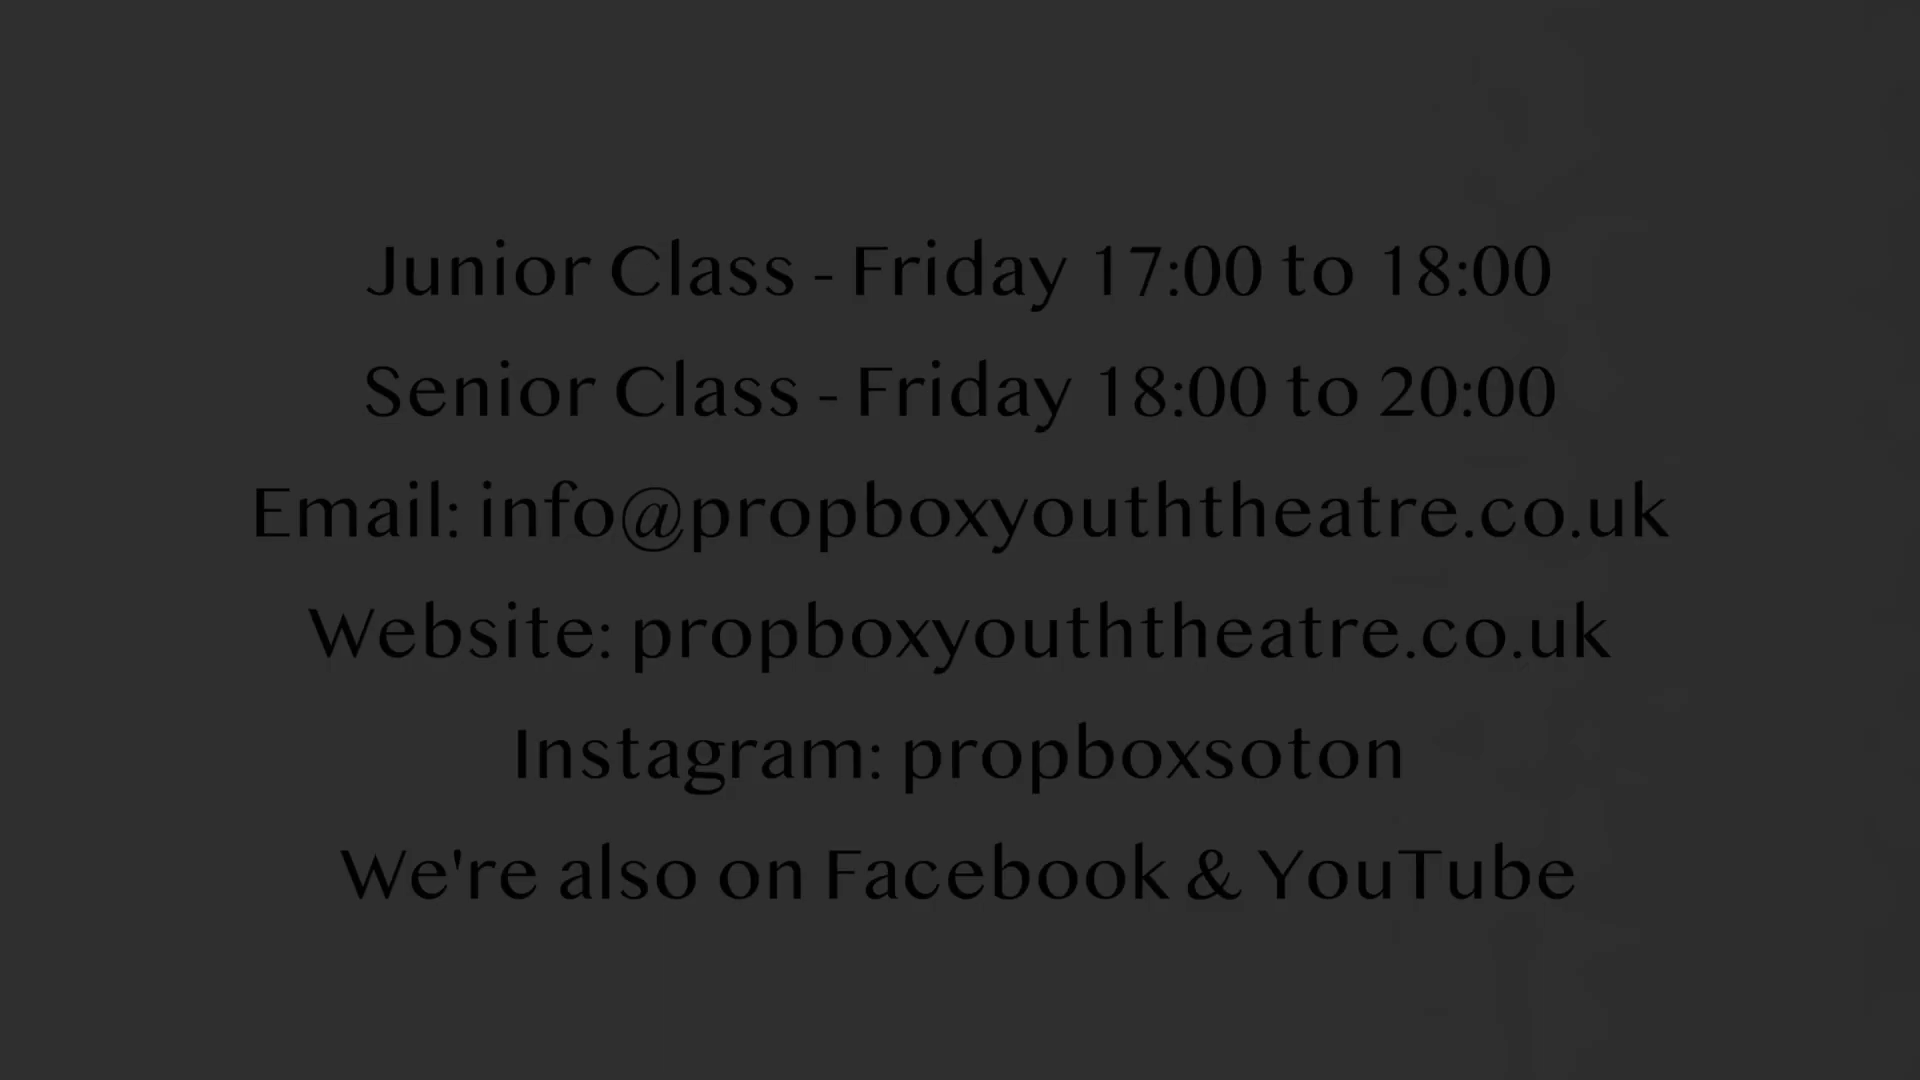 Junior Class - Friday 17:00 to 18:00
Senior Class - Friday 18:00 to 20:00
Email: info@propboxyouththeatre.co.uk
Website: propboxyouththeatre.co.uk
Instagram: propboxsoton
We're also on Facebook & YouTube